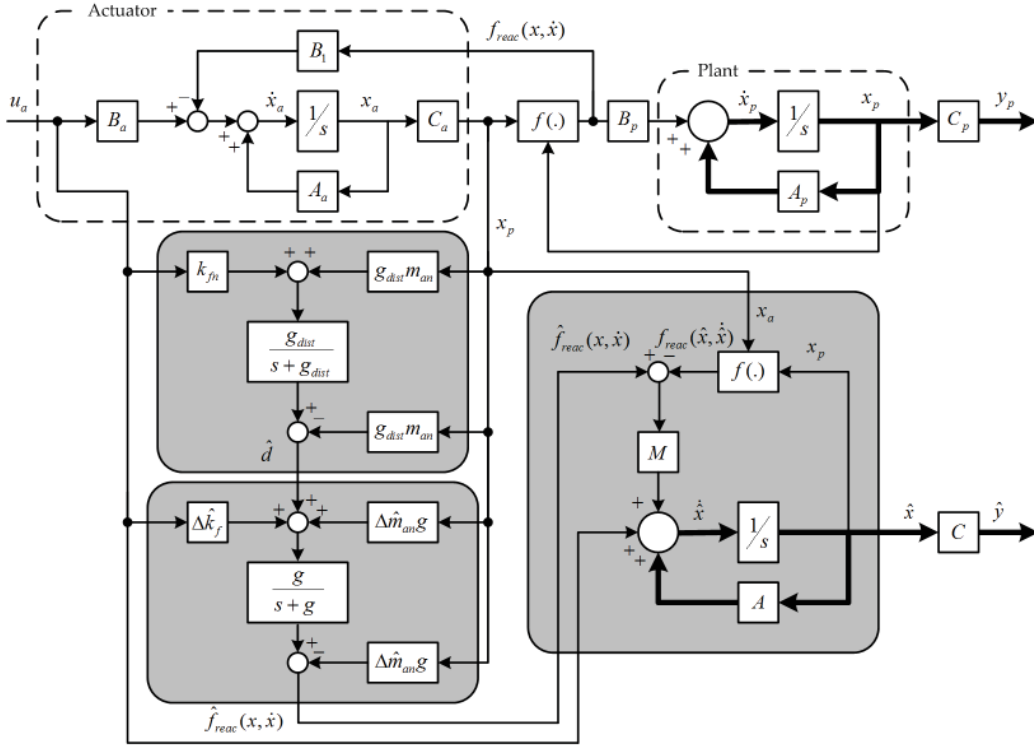 Actuator
f_reac(x, ẋ)
B_1
Plant
u_a
B_a
+ −
+ +
ẋ_a
1/s
x_a
C_a
A_a
f(.)
B_p
+ +
ẋ_p
1/s
x_p
A_p
C_p
y_p
x_p
k_fn
+ +
g_dist m_an
g_dist / (s + g_dist)
+ −
g_dist m_an
d̂
Δk̂_f
+ + +
Δm̂_an g
g / (s + g)
+ −
Δm̂_an g
f̂_reac(x, ẋ)
x_a
f̂_reac(x, ẋ)
f_reac(x̂, x̂̇)
x_p
+ −
f(.)
M
+
+ +
x̂̇
1/s
A
x̂
C
ŷ